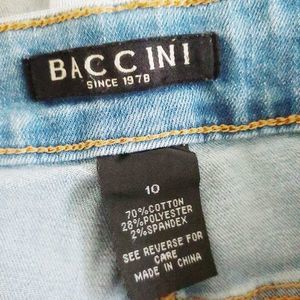 BACCINI
SINCE 1978
10
70%COTTON
28%POLYESTER
2%SPANDEX
SEE REVERSE FOR
CARE
MADE IN CHINA